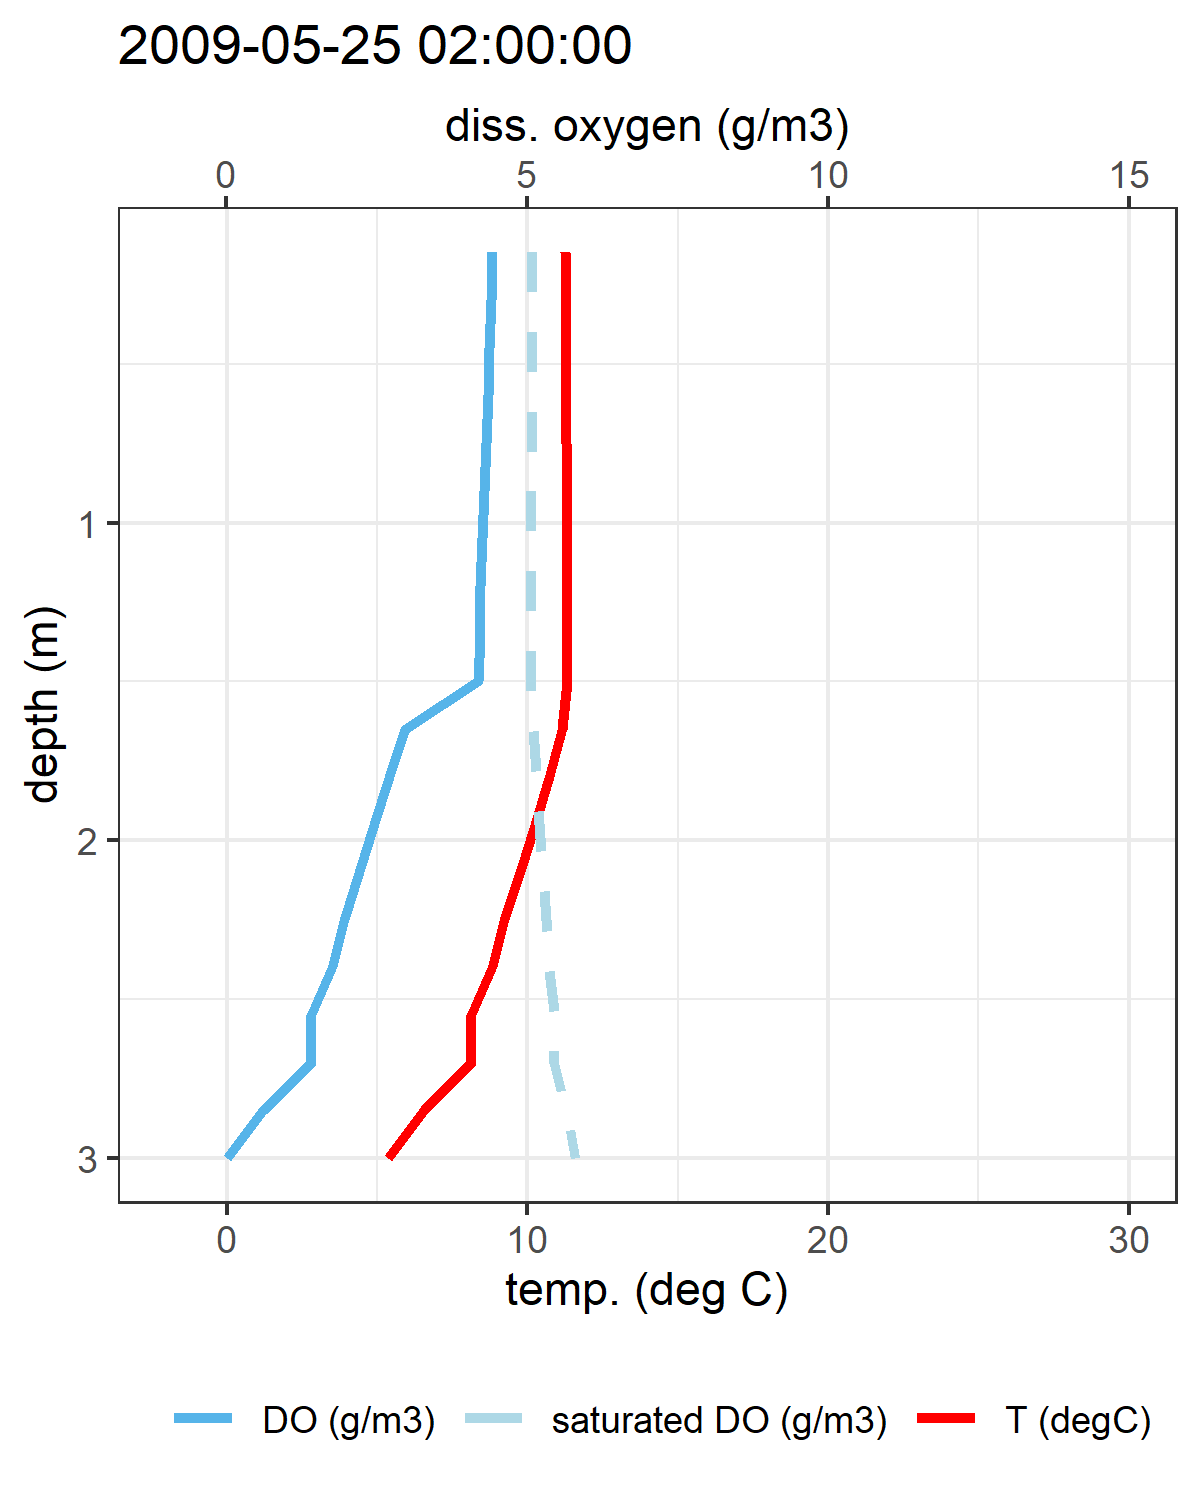 2009-05-25 02:00:00
diss. oxygen (g/m3)
0 5 10 15
depth (m)
1
2
3
0 10 20 30
temp. (deg C)
DO (g/m3) saturated DO (g/m3) T (degC)